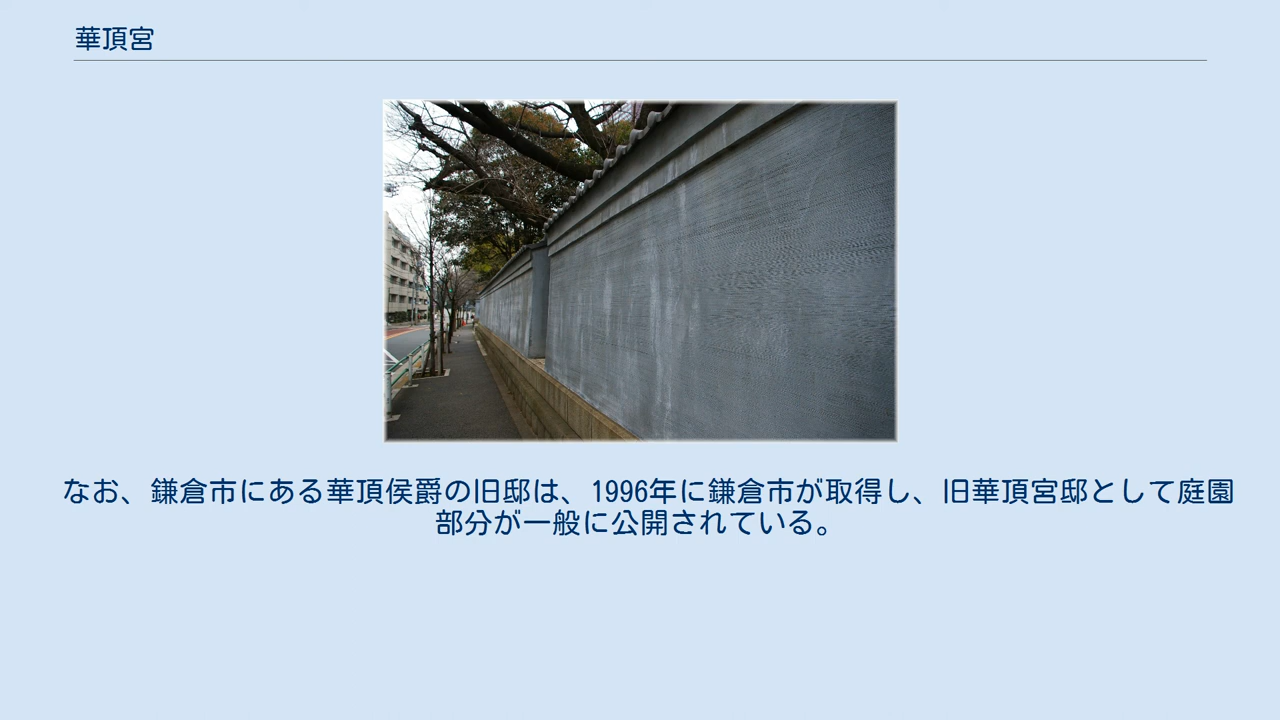 華頂宮
なお、鎌倉市にある華頂侯爵の旧邸は、1996年に鎌倉市が取得し、旧華頂宮邸として庭園
部分が一般に公開されている。